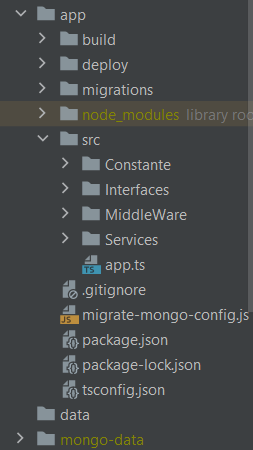 app
build
deploy
migrations
node_modules library roo
src
Constante
Interfaces
MiddleWare
Services
TS app.ts
.gitignore
JS migrate-mongo-config.js
package.json
package-lock.json
tsconfig.json
data
mongo-data